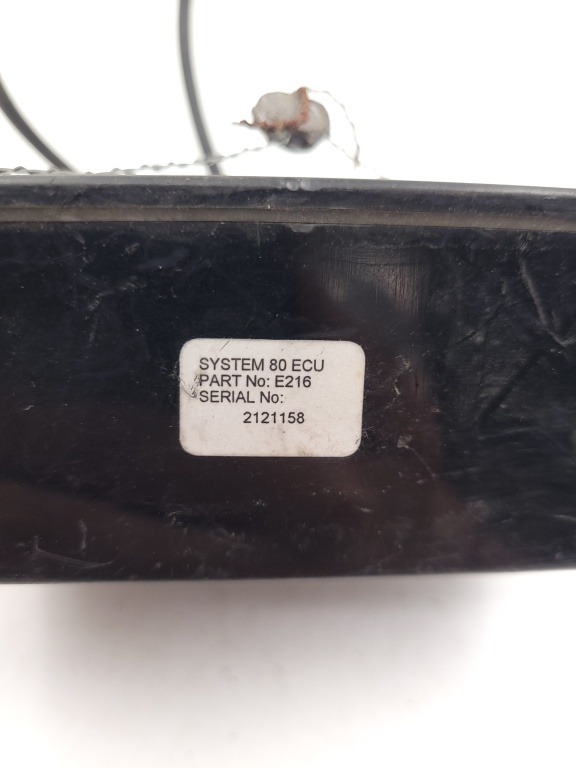 SYSTEM 80 ECU
PART No: E216
SERIAL No:
2121158